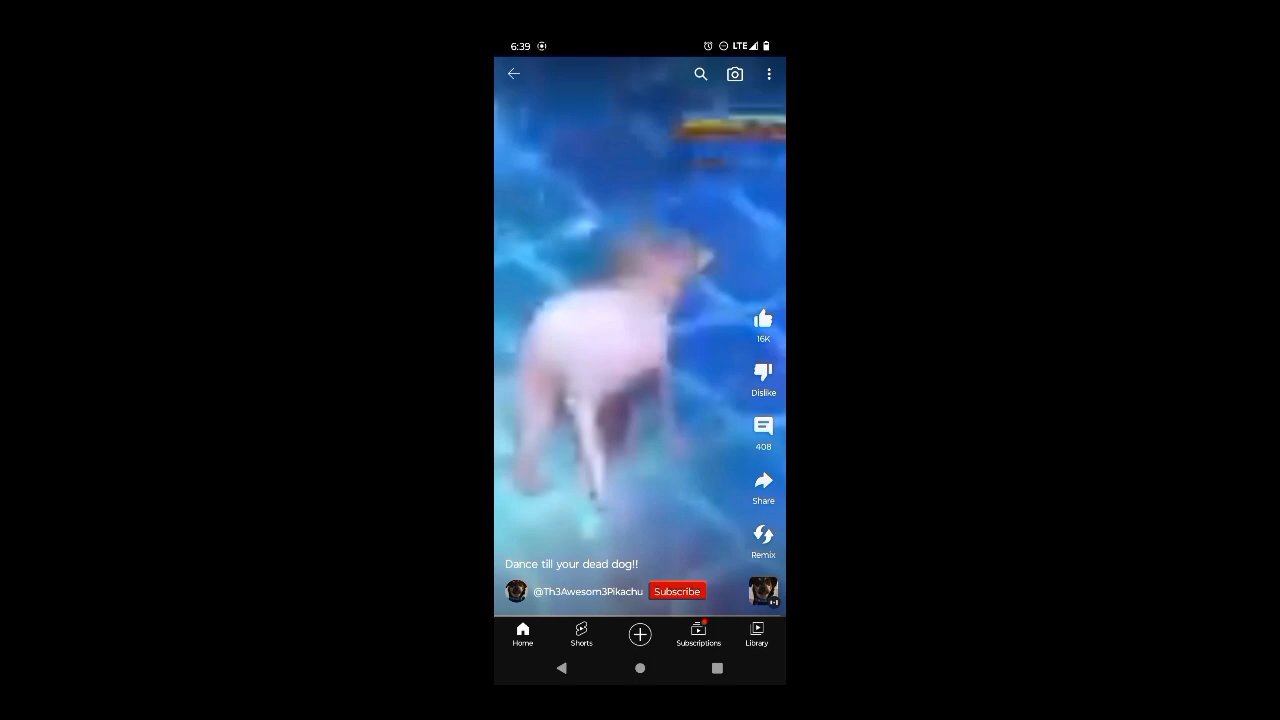 6:39
LTE
16K
Dislike
408
Share
Remix
Dance till your dead dog!!
@Th3Awesom3Pikachu Subscribe
Home Shorts Subscriptions Library